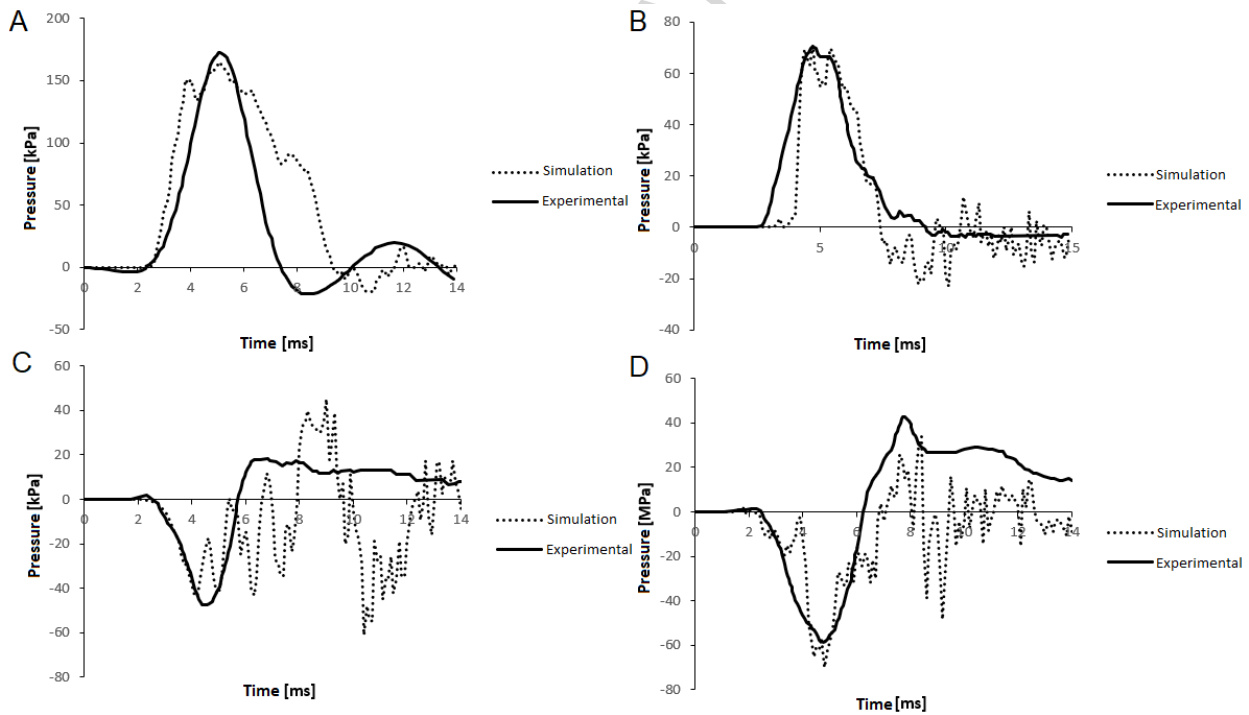 A
Pressure [kPa]
200
150
100
50
0
-50
0 2 4 6 8 10 12 14
Time [ms]
Simulation
Experimental
B
Pressure [kPa]
80
60
40
20
0
-20
-40
0 5 10 15
Time [ms]
Simulation
Experimental
C
Pressure [kPa]
60
40
20
0
-20
-40
-60
-80
0 2 4 6 8 10 12 14
Time [ms]
Simulation
Experimental
D
Pressure [MPa]
60
40
20
0
-20
-40
-60
-80
0 2 4 6 8 10 12 14
Time [ms]
Simulation
Experimental